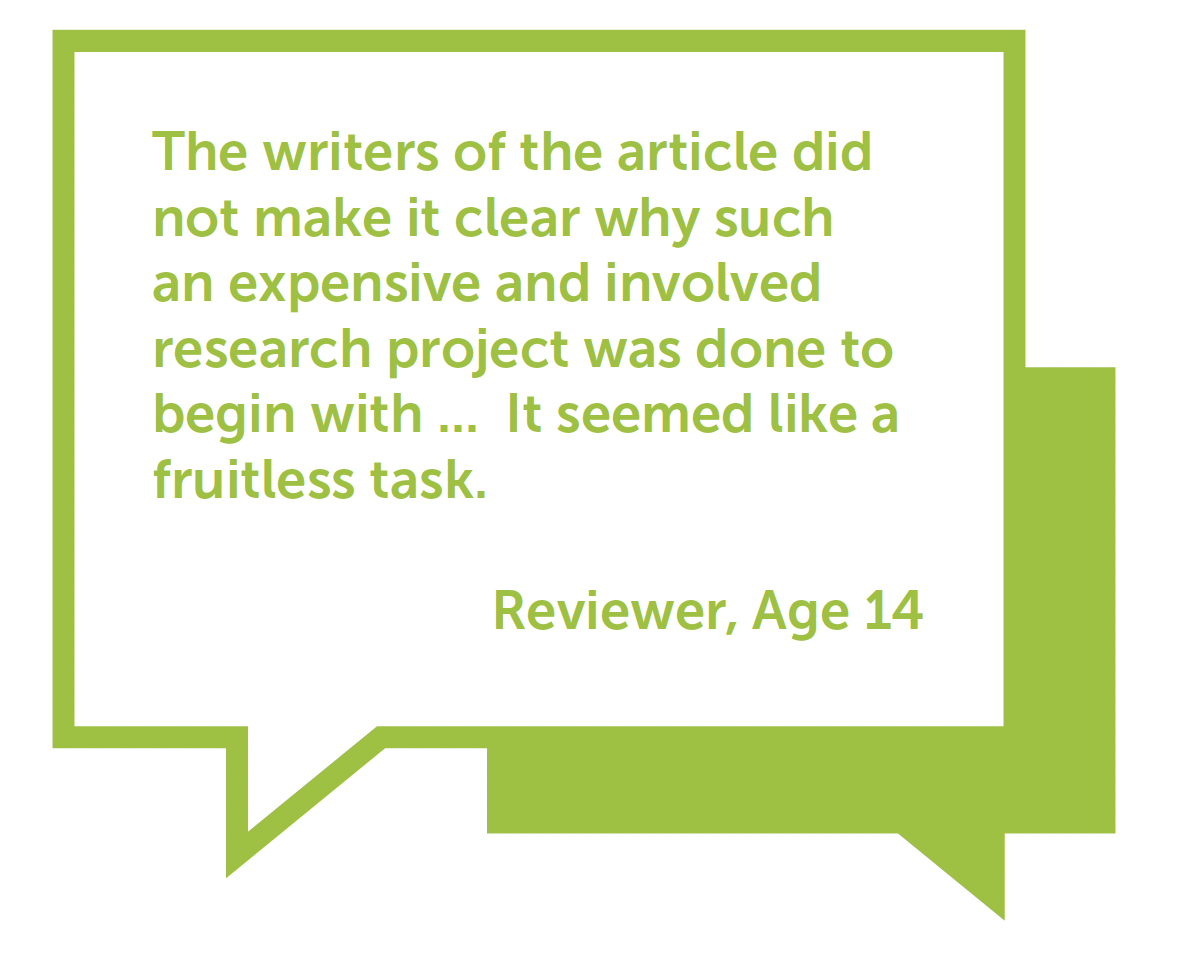 The writers of the article did
not make it clear why such
an expensive and involved
research project was done to
begin with ...  It seemed like a
fruitless task.
Reviewer, Age 14